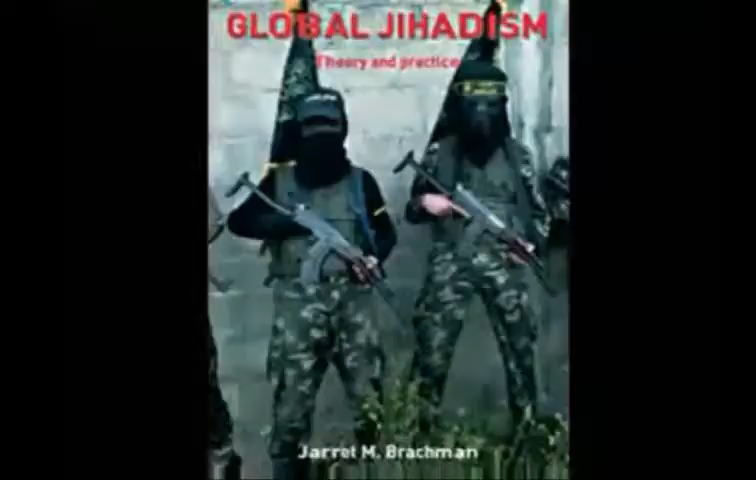 GLOBAL JIHADISM
Theory and practice
Jarret M. Brachman